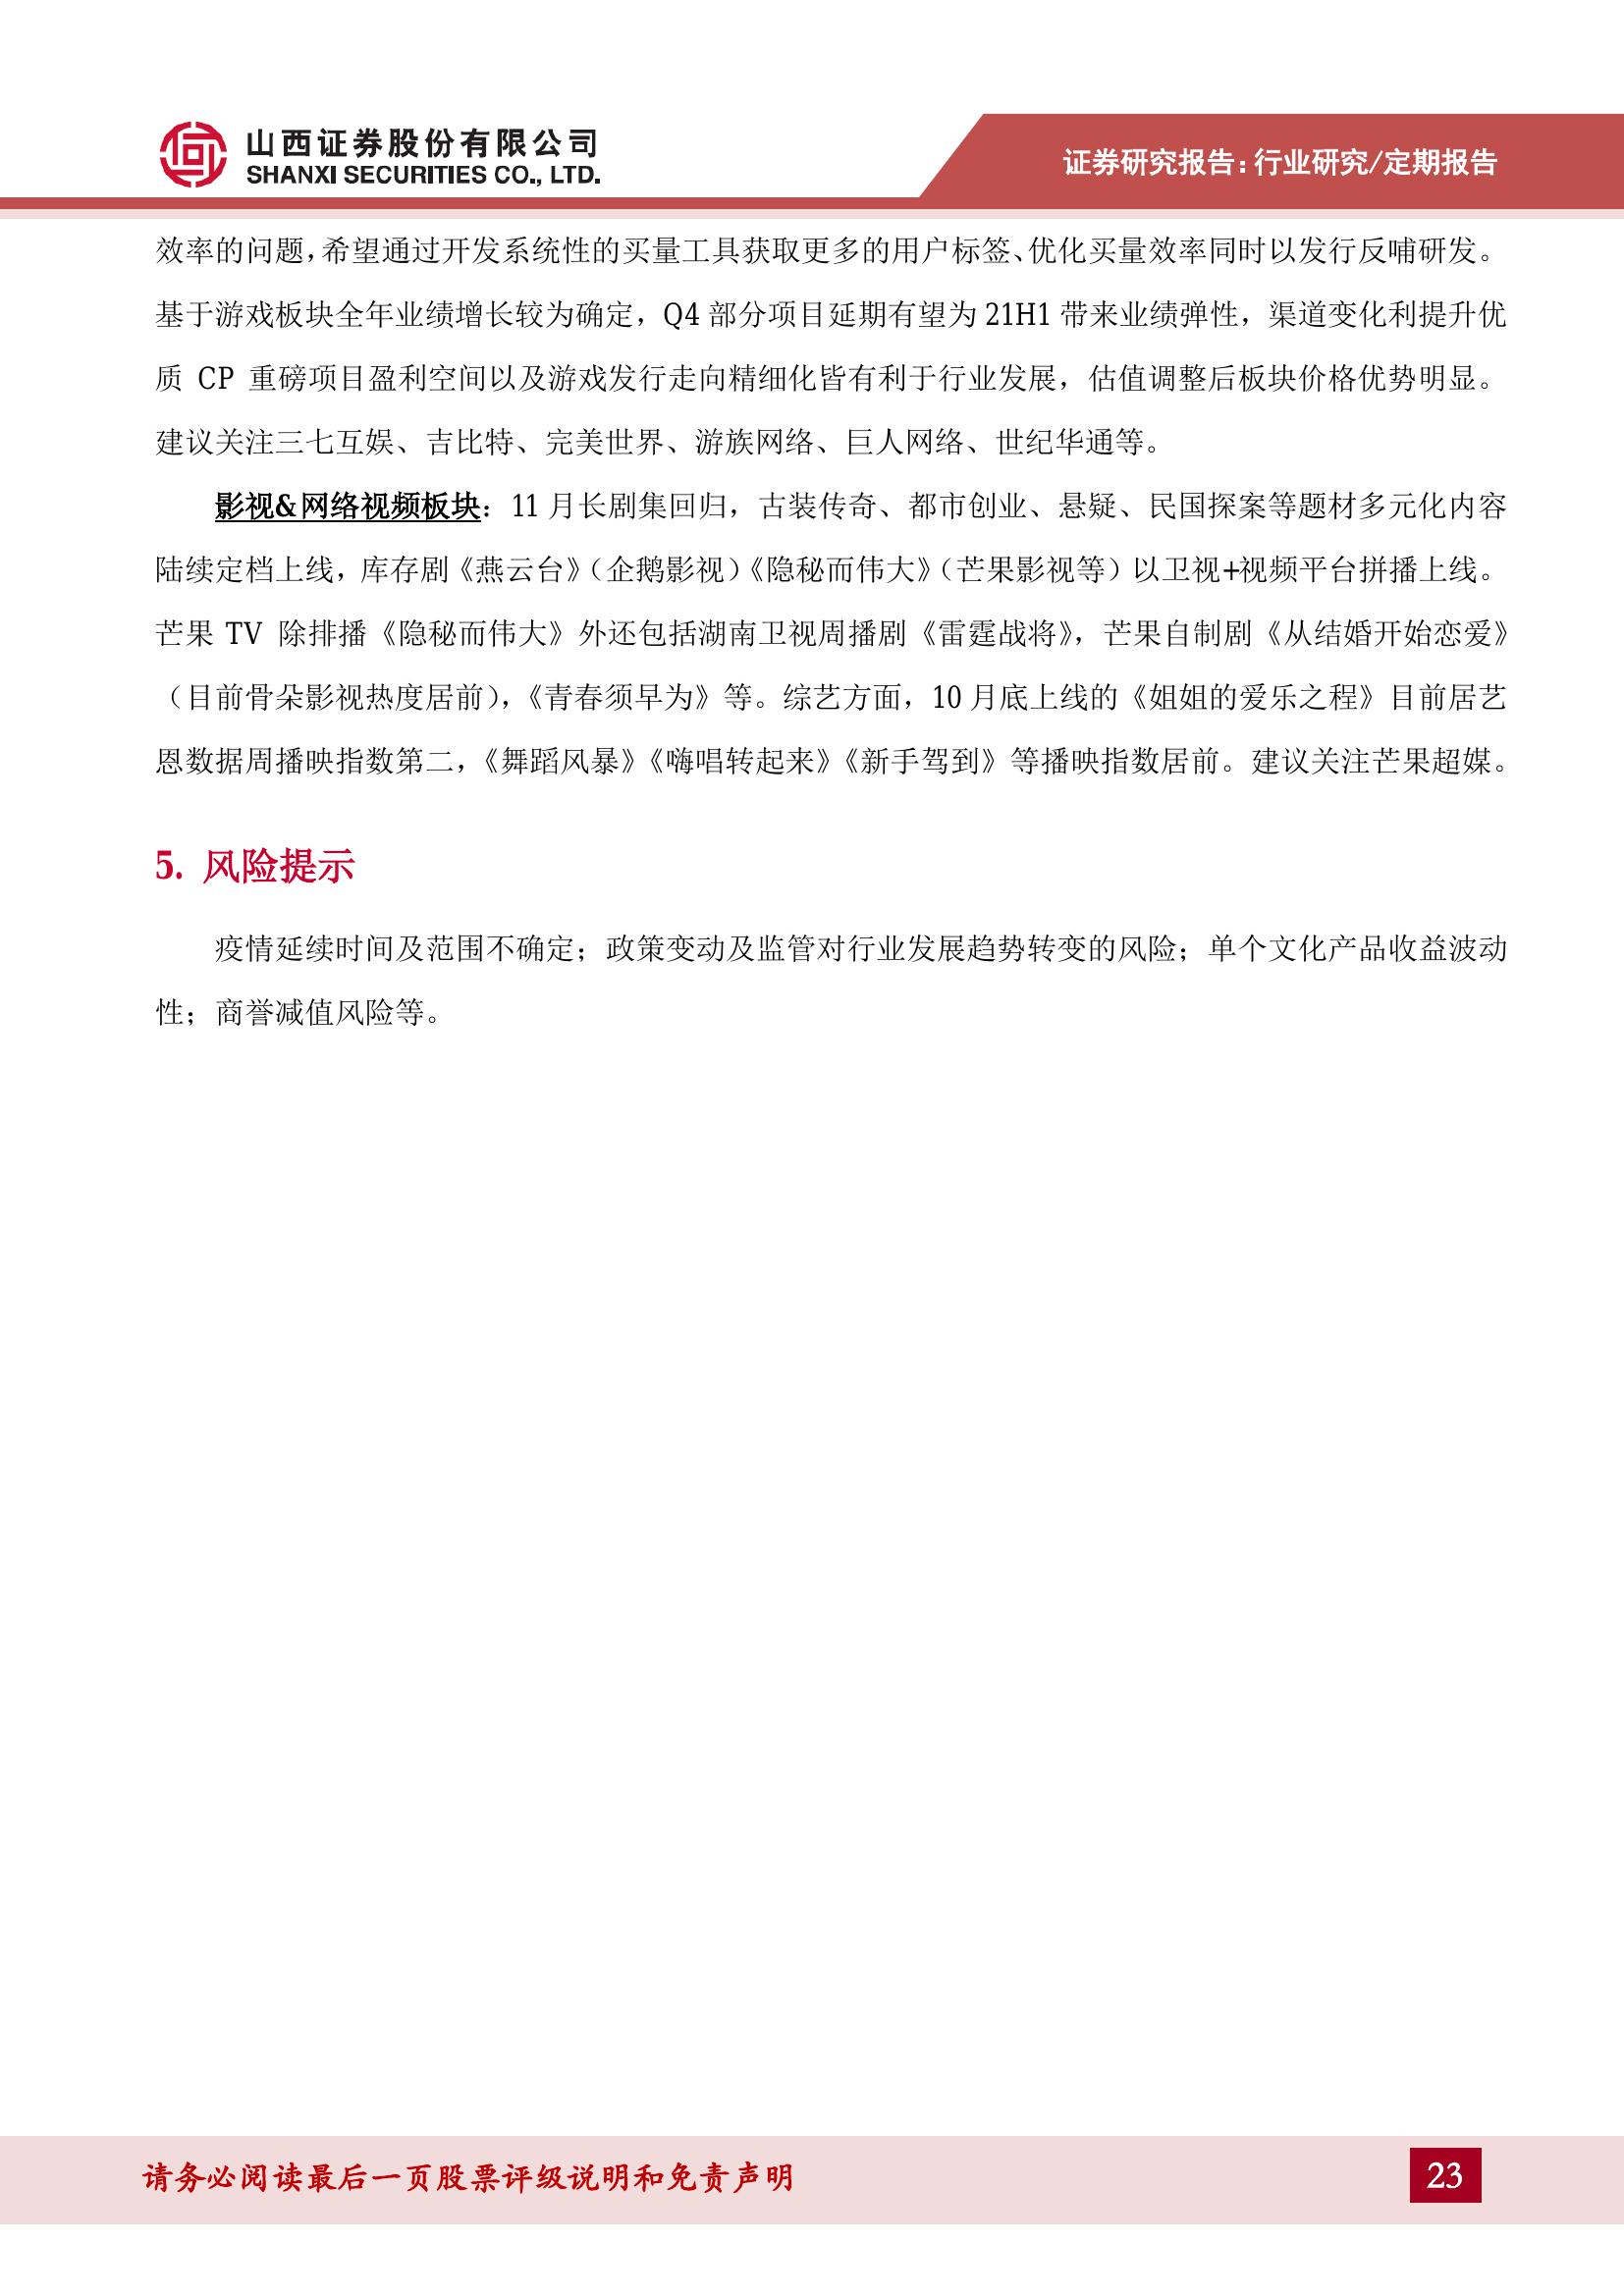 山西证券股份有限公司
SHANXI SECURITIES CO., LTD.
证券研究报告：行业研究/定期报告
效率的问题，希望通过开发系统性的买量工具获取更多的用户标签、优化买量效率同时以发行反哺研发。
基于游戏板块全年业绩增长较为确定，Q4 部分项目延期有望为 21H1 带来业绩弹性，渠道变化利提升优
质 CP 重磅项目盈利空间以及游戏发行走向精细化皆有利于行业发展，估值调整后板块价格优势明显。
建议关注三七互娱、吉比特、完美世界、游族网络、巨人网络、世纪华通等。
影视&网络视频板块：11 月长剧集回归，古装传奇、都市创业、悬疑、民国探案等题材多元化内容
陆续定档上线，库存剧《燕云台》（企鹅影视）《隐秘而伟大》（芒果影视等）以卫视+视频平台拼播上线。
芒果 TV 除排播《隐秘而伟大》外还包括湖南卫视周播剧《雷霆战将》，芒果自制剧《从结婚开始恋爱》
（目前骨朵影视热度居前），《青春须早为》等。综艺方面，10 月底上线的《姐姐的爱乐之程》目前居艺
恩数据周播映指数第二，《舞蹈风暴》《嗨唱转起来》《新手驾到》等播映指数居前。建议关注芒果超媒。
5. 风险提示
疫情延续时间及范围不确定；政策变动及监管对行业发展趋势转变的风险；单个文化产品收益波动
性；商誉减值风险等。
请务必阅读最后一页股票评级说明和免责声明
23